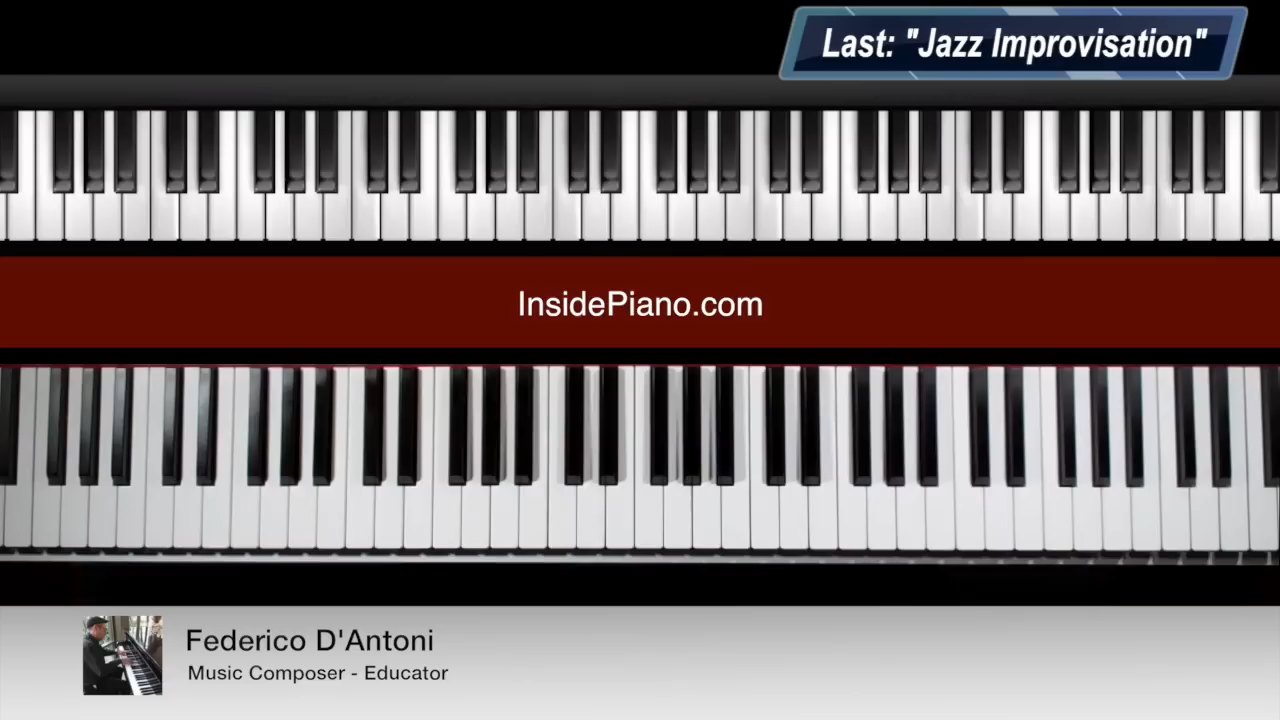 Last: "Jazz Improvisation"
InsidePiano.com
Federico D'Antoni
Music Composer - Educator